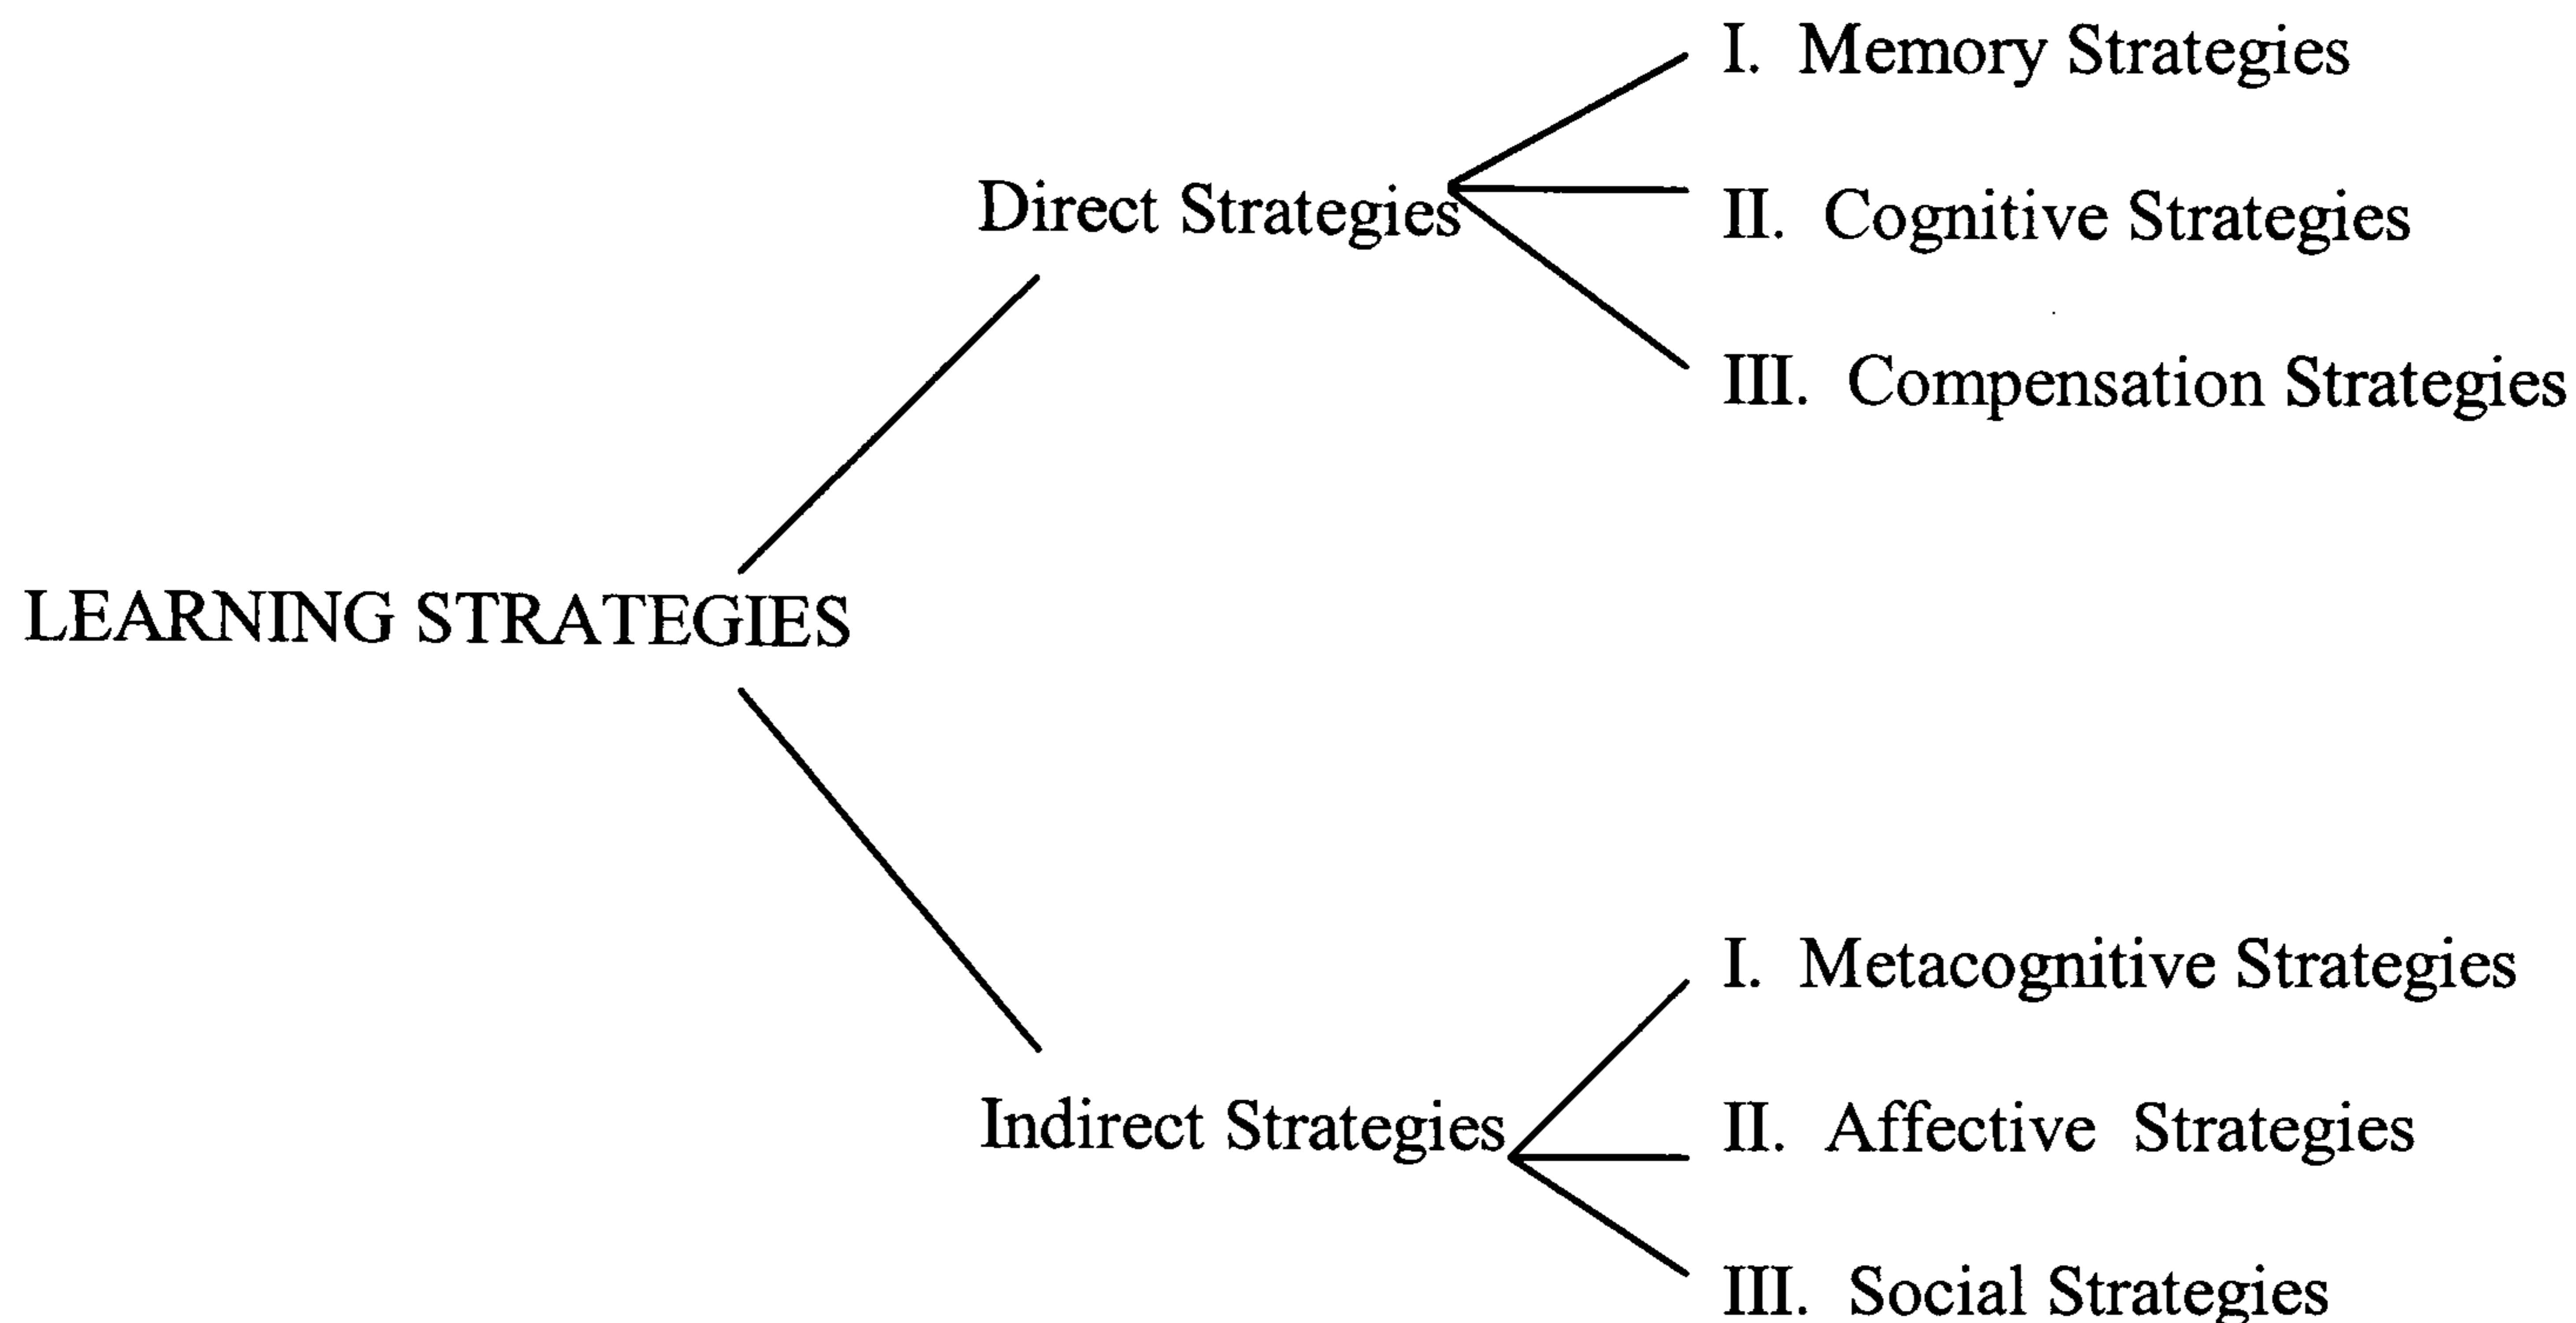 I. Memory Strategies
Direct Strategies
II. Cognitive Strategies
III. Compensation Strategies
LEARNING STRATEGIES
I. Metacognitive Strategies
Indirect Strategies
II. Affective Strategies
III. Social Strategies